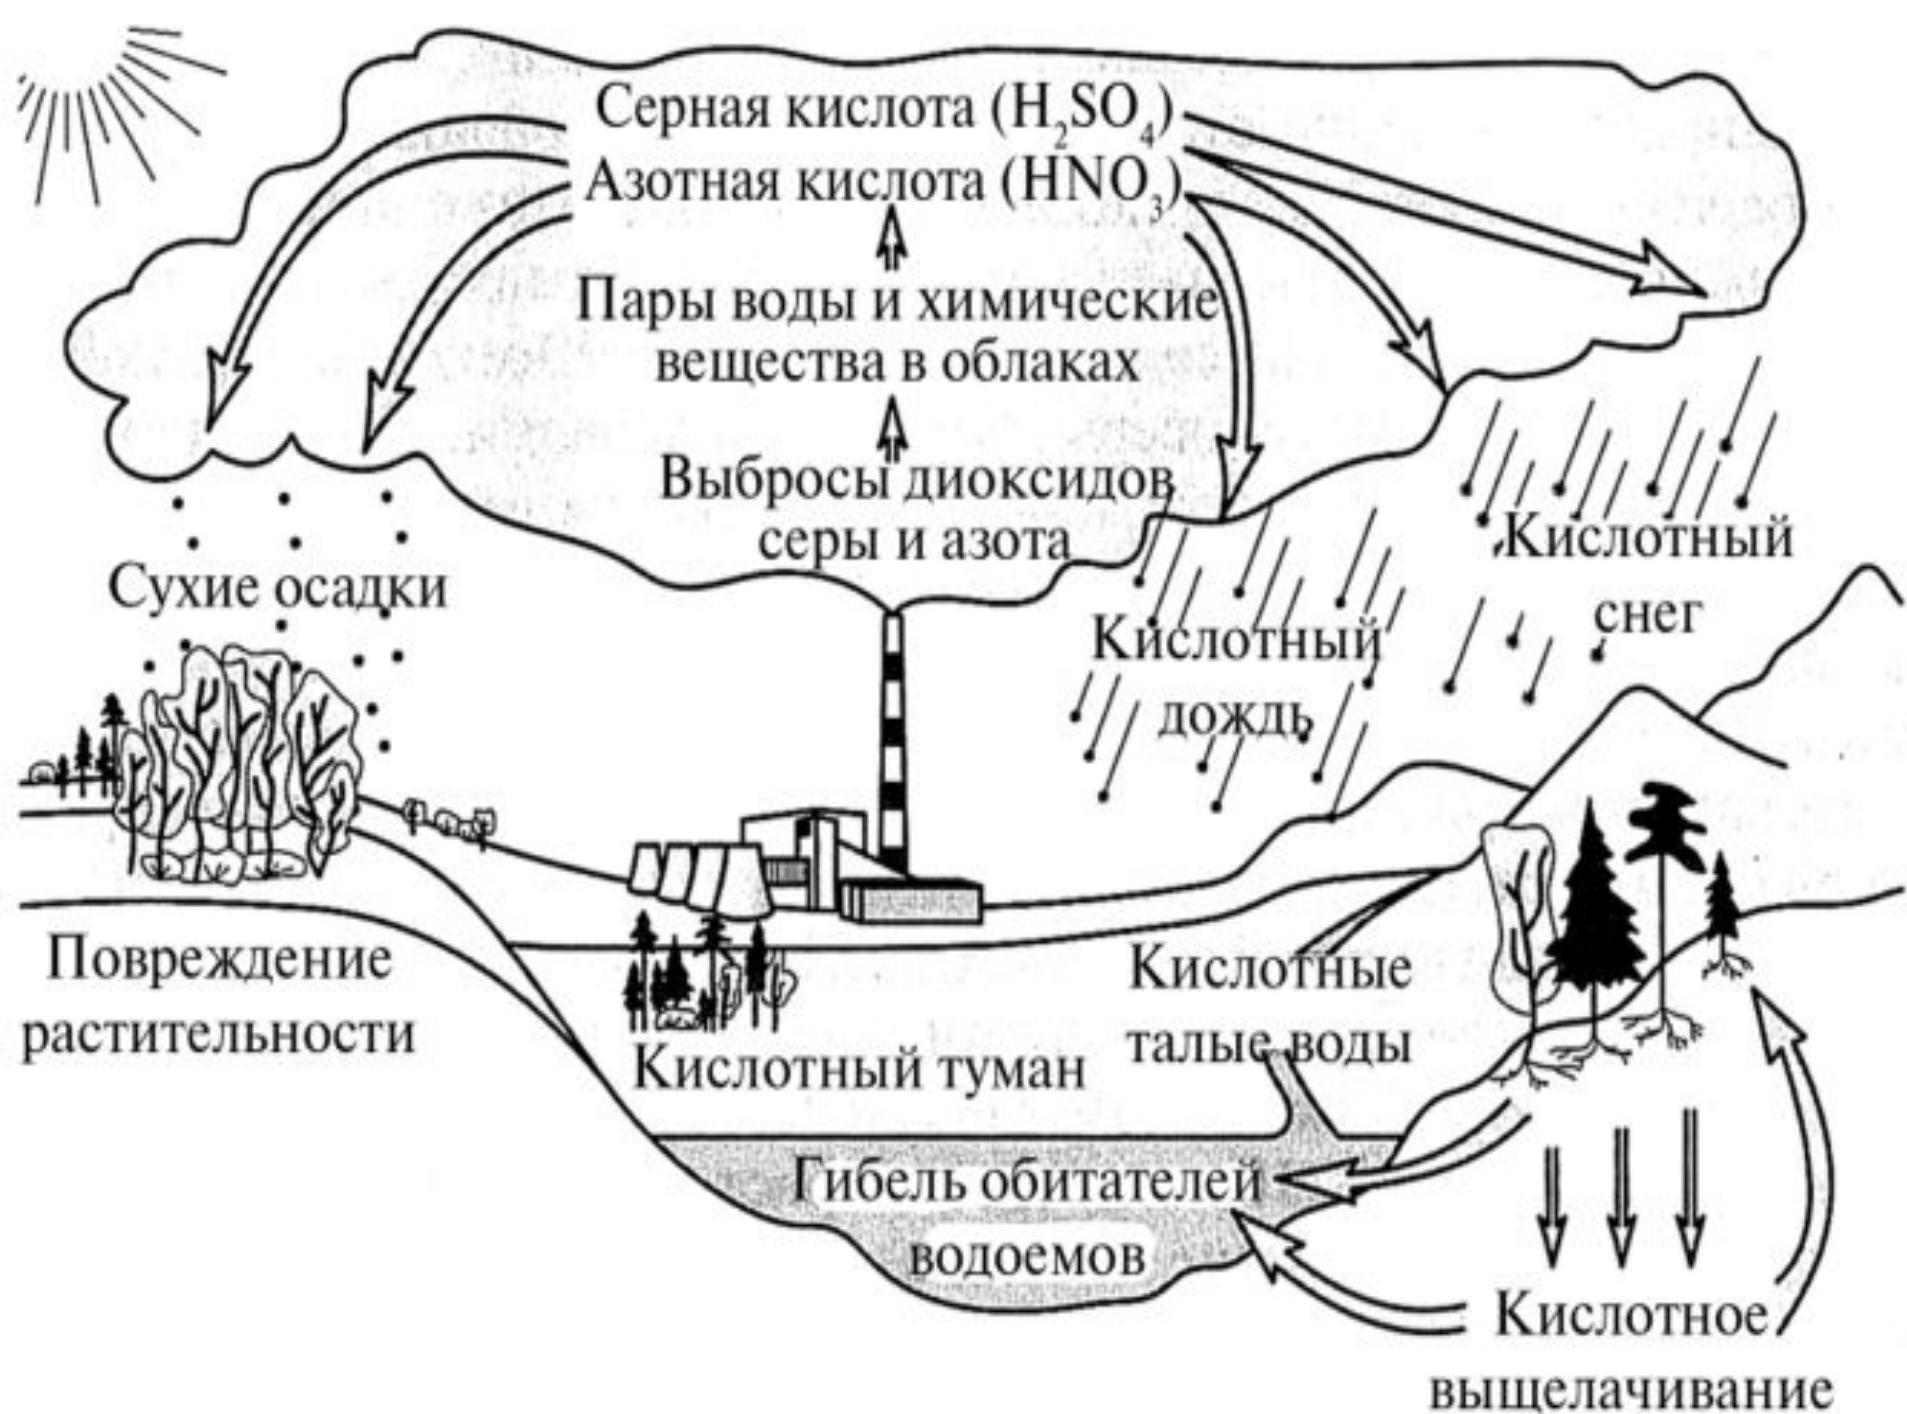 Серная кислота (H₂SO₄)
Азотная кислота (HNO₃)
Пары воды и химические
вещества в облаках
Выбросы диоксидов
серы и азота
Сухие осадки
Кислотный
снег
Кислотный
дождь
Повреждение
растительности
Кислотный туман
Кислотные
талые воды
Гибель обитателей
водоемов
Кислотное
выщелачивание